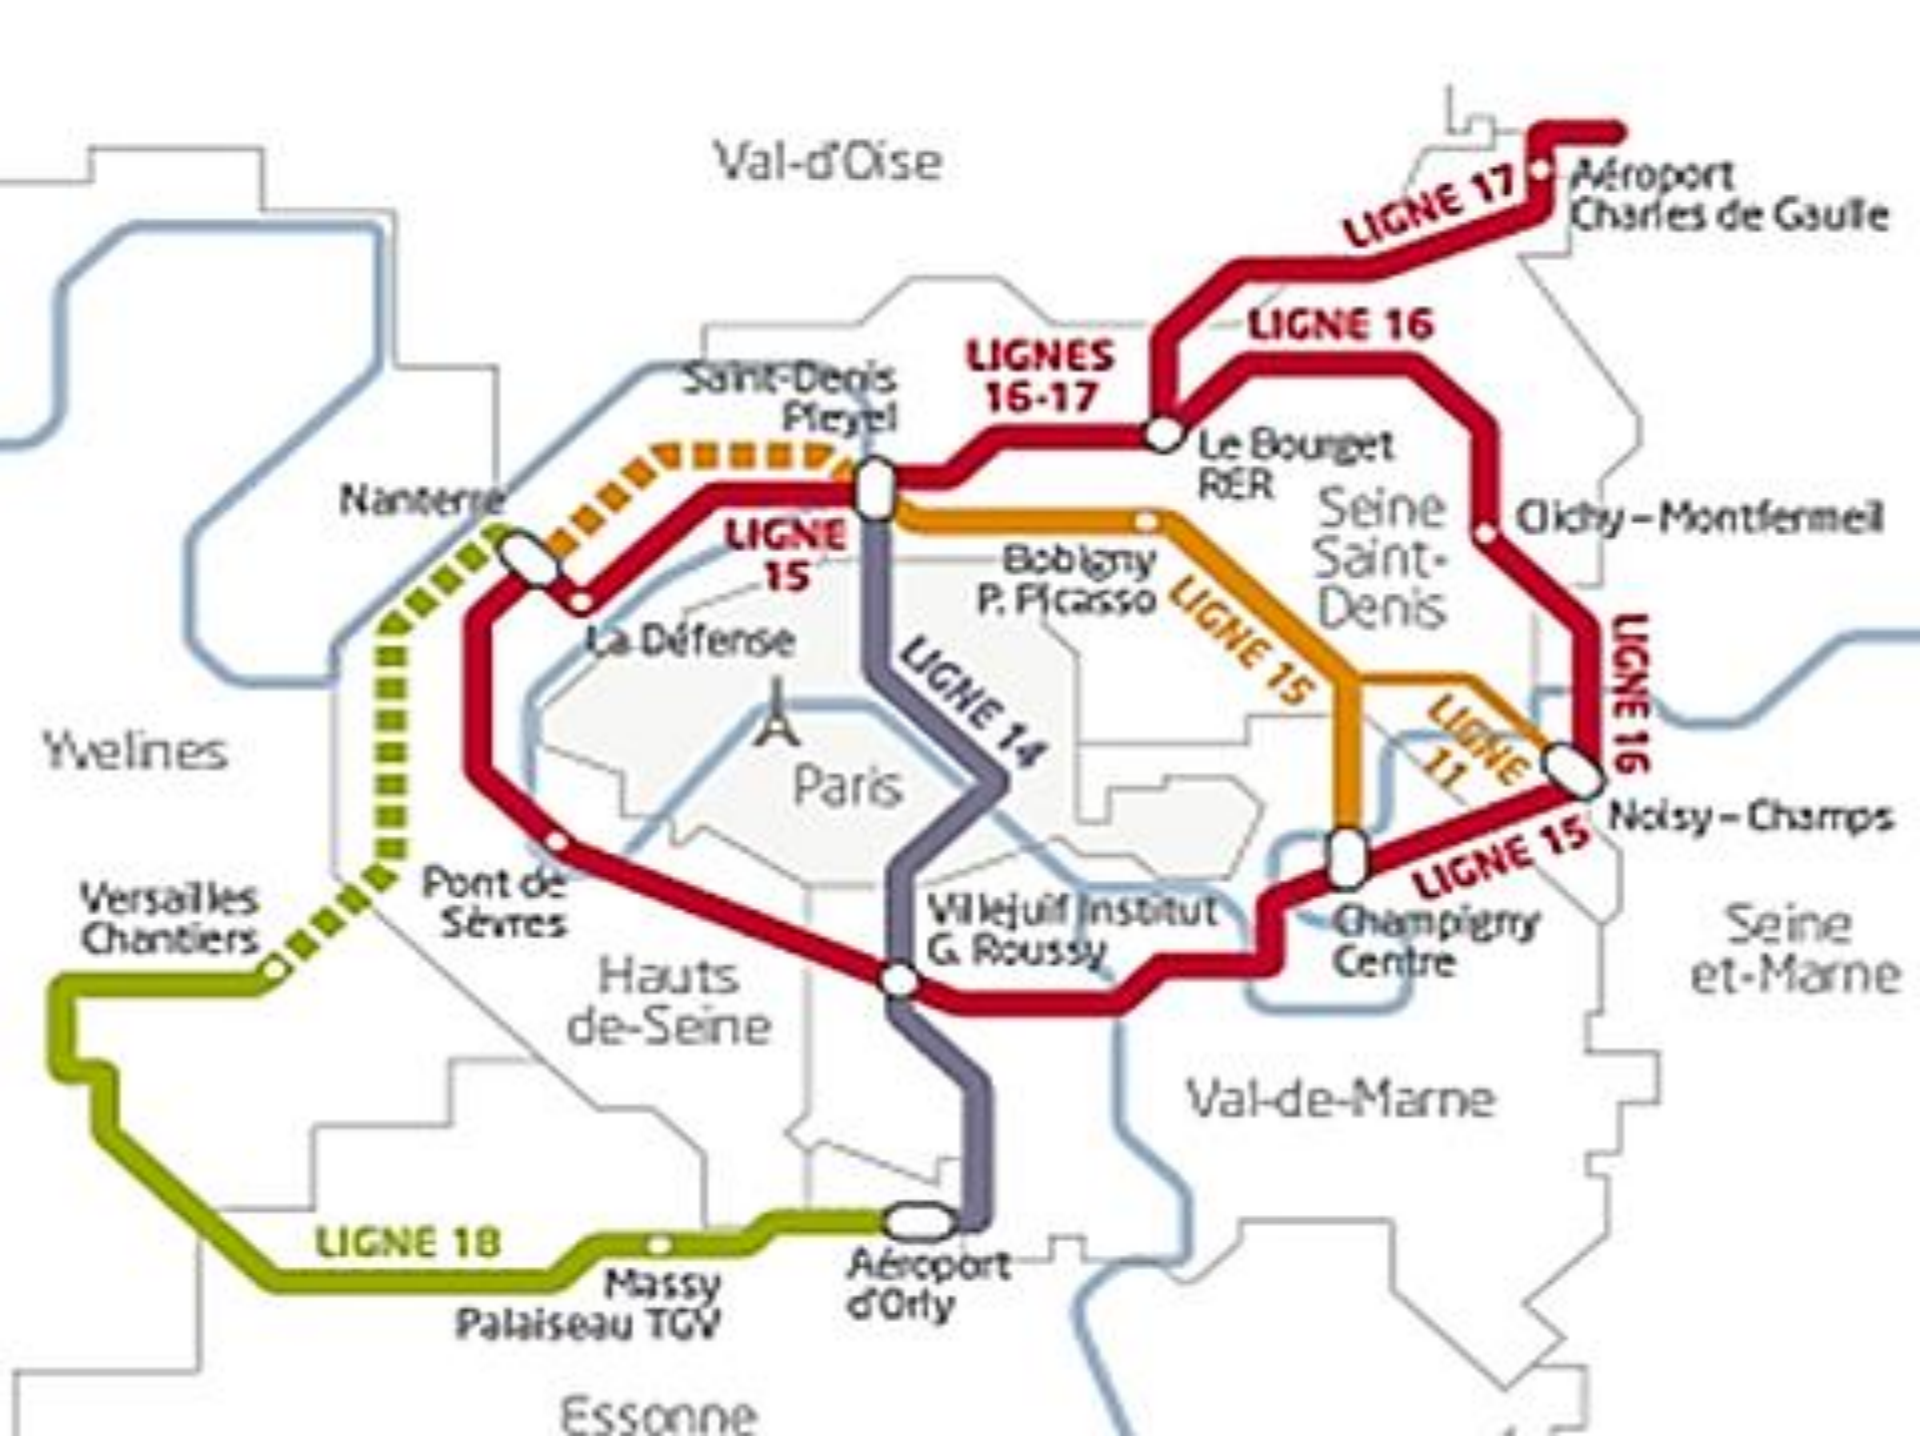 Val-d'Oise
LIGNE 17
Aéroport
Charles de Gaulle
LIGNE 16
LIGNES
16-17
Saint-Denis
Pleyel
Le Bourget
RER
Nanterre
Seine
Saint-
Denis
Clichy – Montfermeil
LIGNE
15
Bobigny
P. Picasso
La Défense
LIGNE 14
LIGNE 15
LIGNE 16
LIGNE
11
Yvelines
Paris
Noisy – Champs
LIGNE 15
Versailles
Chantiers
Pont de
Sèvres
Villejuif Institut
G. Roussy
Champigny
Centre
Seine
et-Marne
Hauts
de-Seine
Val-de-Marne
LIGNE 18
Massy
Palaiseau TGV
Aéroport
d'Orly
Essonne